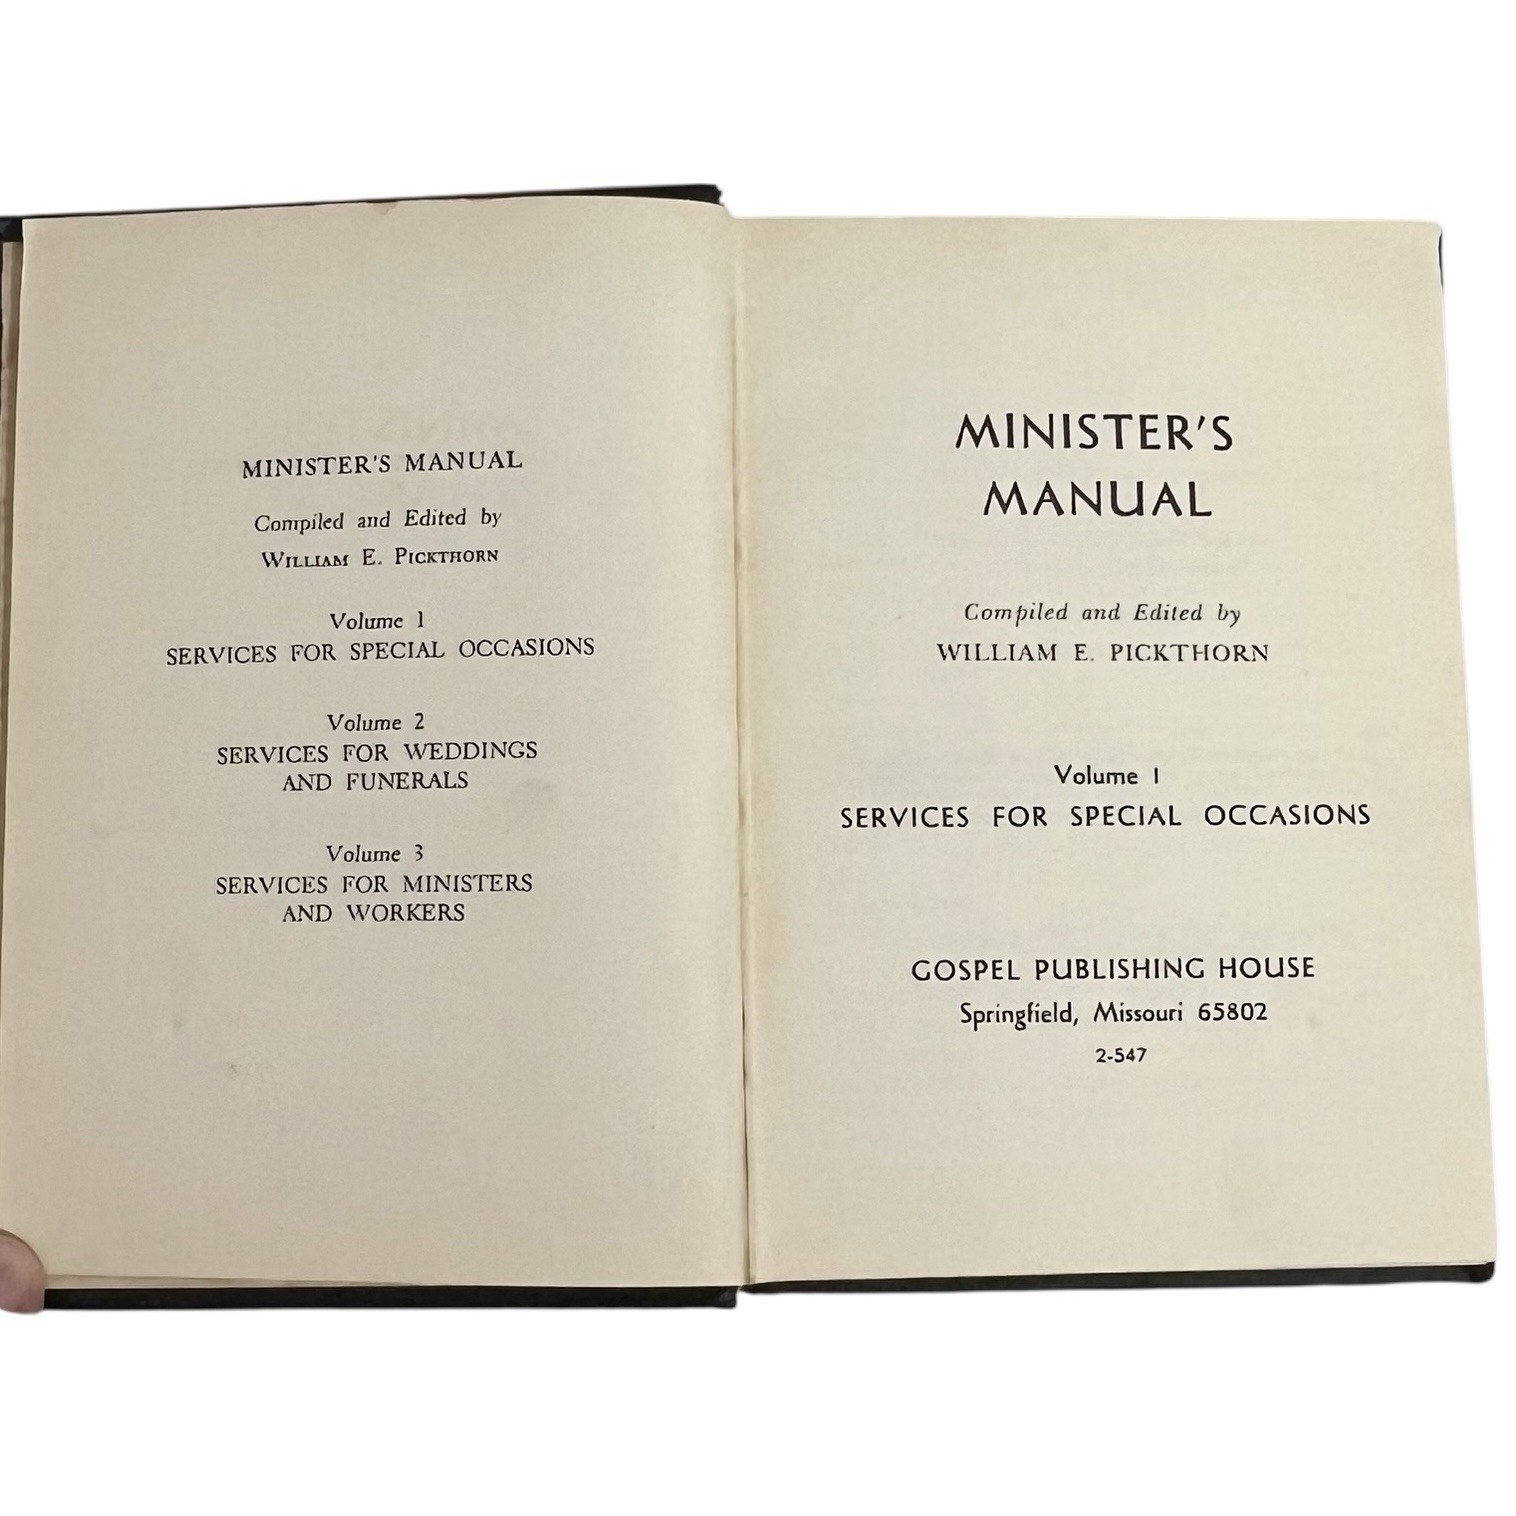 MINISTER'S MANUAL
Compiled and Edited by
WILLIAM E. PICKTHORN
Volume 1
SERVICES FOR SPECIAL OCCASIONS
Volume 2
SERVICES FOR WEDDINGS
AND FUNERALS
Volume 3
SERVICES FOR MINISTERS
AND WORKERS
MINISTER'S
MANUAL
Compiled and Edited by
WILLIAM E. PICKTHORN
Volume 1
SERVICES FOR SPECIAL OCCASIONS
GOSPEL PUBLISHING HOUSE
Springfield, Missouri 65802
2-547